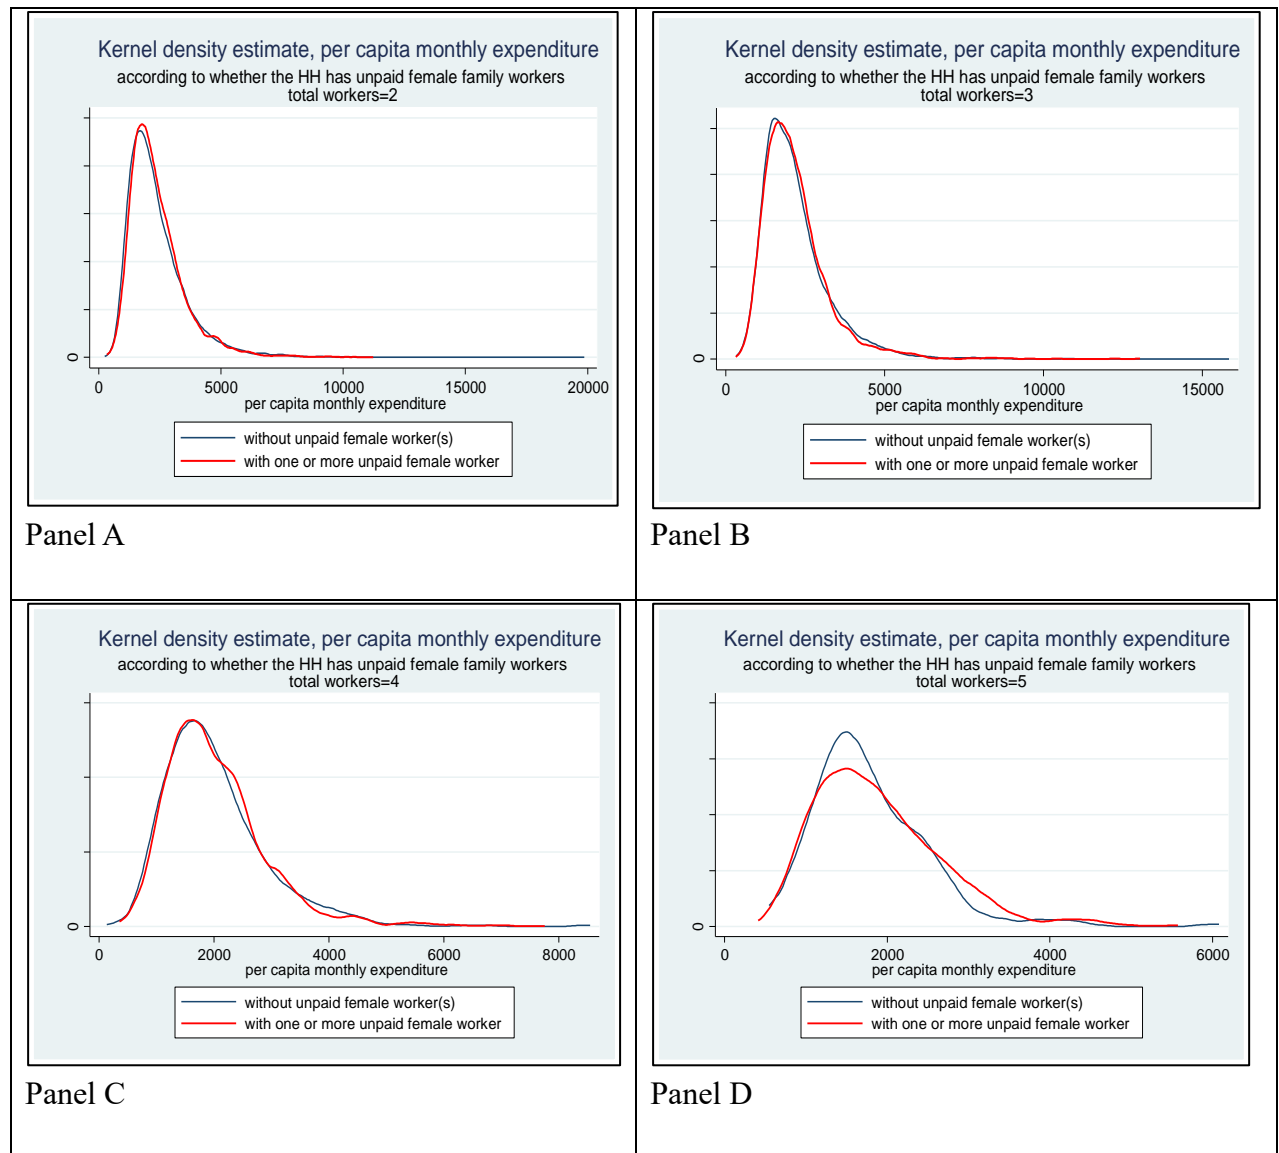 Kernel density estimate, per capita monthly expenditure
according to whether the HH has unpaid female family workers
total workers=2
0
0 5000 10000 15000 20000
per capita monthly expenditure
without unpaid female worker(s)
with one or more unpaid female worker
Panel A
Kernel density estimate, per capita monthly expenditure
according to whether the HH has unpaid female family workers
total workers=3
0
0 5000 10000 15000
per capita monthly expenditure
without unpaid female worker(s)
with one or more unpaid female worker
Panel B
Kernel density estimate, per capita monthly expenditure
according to whether the HH has unpaid female family workers
total workers=4
0
0 2000 4000 6000 8000
per capita monthly expenditure
without unpaid female worker(s)
with one or more unpaid female worker
Panel C
Kernel density estimate, per capita monthly expenditure
according to whether the HH has unpaid female family workers
total workers=5
0
0 2000 4000 6000
per capita monthly expenditure
without unpaid female worker(s)
with one or more unpaid female worker
Panel D